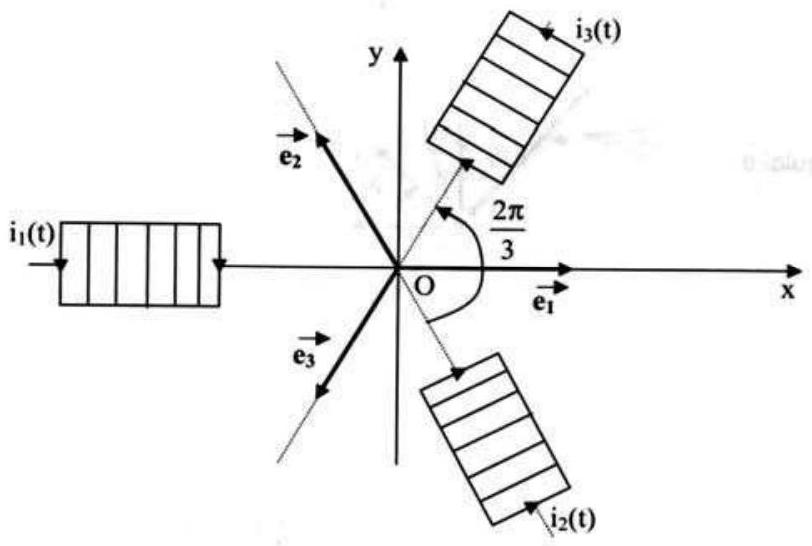 i₃(t)
y
e₂
2π
3
i₁(t)
O
x
e₁
e₃
i₂(t)